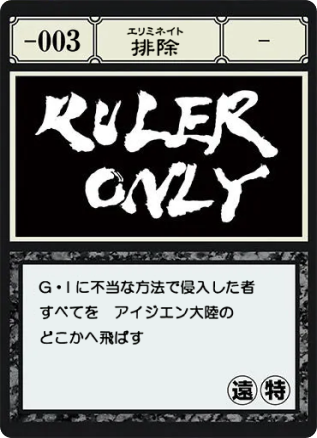 -003
エリミネイト
排除
-
RULER
ONLY
G・Iに不当な方法で侵入した者
すべてを アイジエン大陸の
どこかへ飛ばす
遠 特